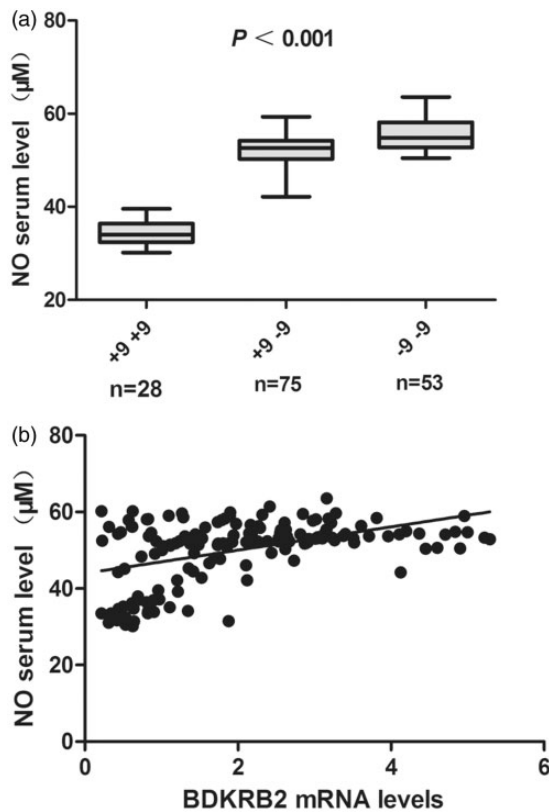 (a)
80
60
40
20
NO serum level (μM)
P < 0.001
+9 +9
+9 -9
-9 -9
n=28
n=75
n=53
(b)
80
60
40
20
0
NO serum level (μM)
0
2
4
6
BDKRB2 mRNA levels